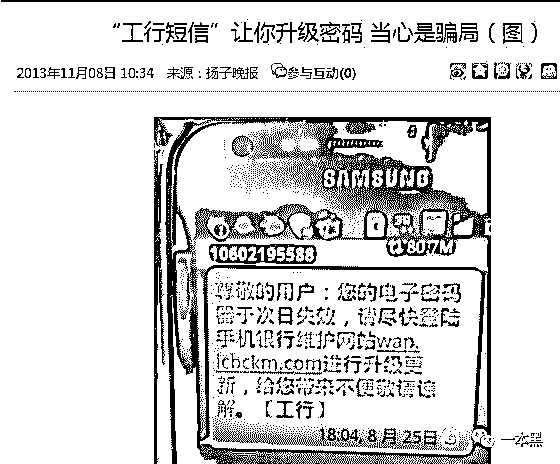 “工行短信”让你升级密码 当心是骗局（图）
2013年11月08日 10:34 来源：扬子晚报 参与互动(0)
SAMSUNG
10602195588
尊敬的用户：您的电子密码
器于次日失效，请尽快登陆
手机银行维护网站wap.
icbckm.com进行升级更
新，给您带来不便敬请谅
解。【工行】
18:04, 8月 25日
一本黑